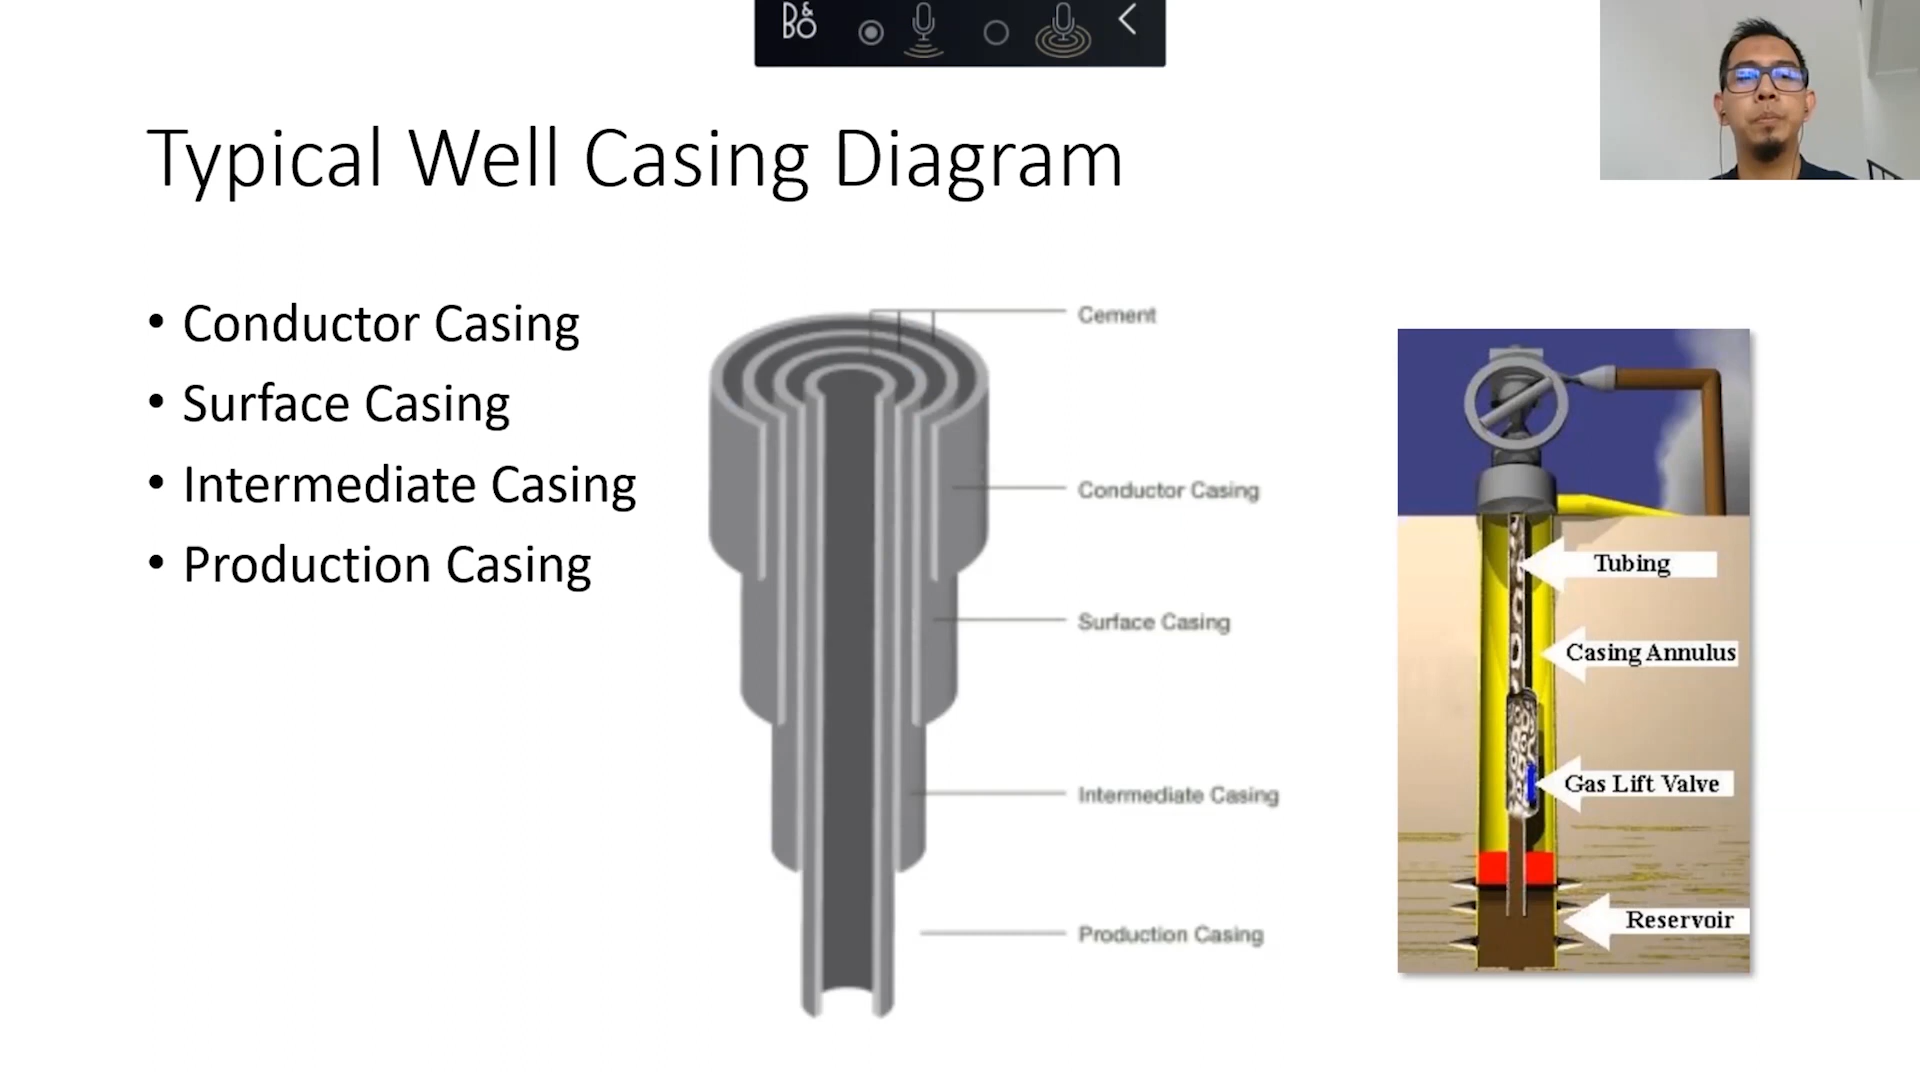 B&O
Typical Well Casing Diagram
• Conductor Casing
• Surface Casing
• Intermediate Casing
• Production Casing
Cement
Conductor Casing
Surface Casing
Intermediate Casing
Production Casing
Tubing
Casing Annulus
Gas Lift Valve
Reservoir